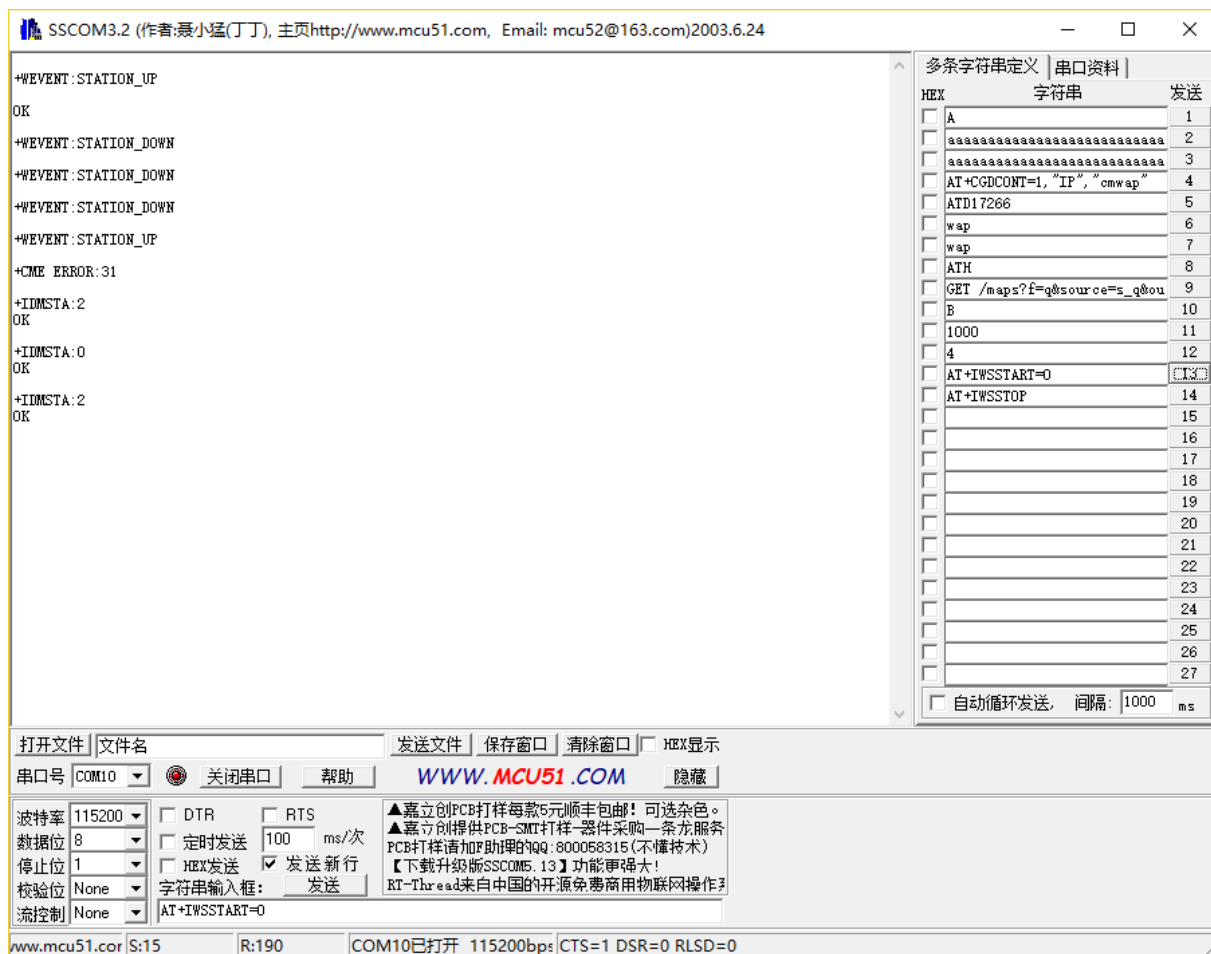 SSCOM3.2 (作者:聂小猛(丁丁), 主页http://www.mcu51.com,  Email: mcu52@163.com)2003.6.24
+WEVENT:STATION_UP
OK
+WEVENT:STATION_DOWN
+WEVENT:STATION_DOWN
+WEVENT:STATION_DOWN
+WEVENT:STATION_UP
+CME ERROR:31
+IDMSTA:2
OK
+IDMSTA:0
OK
+IDMSTA:2
OK
多条字符串定义 串口资料
HEX 字符串 发送
A 1
aaaaaaaaaaaaaaaaaaaaaaaaaaa 2
aaaaaaaaaaaaaaaaaaaaaaaaaaa 3
AT+CGDCONT=1,"IP","cmwap" 4
ATD17266 5
wap 6
wap 7
ATH 8
GET /maps?f=q&source=s_q&ou 9
B 10
1000 11
4 12
AT+IWSSTART=0 13
AT+IWSSTOP 14
15
16
17
18
19
20
21
22
23
24
25
26
27
自动循环发送, 间隔: 1000 ms
打开文件 文件名 发送文件 保存窗口 清除窗口 HEX显示
串口号 COM10 关闭串口 帮助 WWW.MCU51.COM 隐藏
波特率 115200 DTR RTS
数据位 8 定时发送 100 ms/次
停止位 1 HEX发送 发送新行
校验位 None 字符串输入框: 发送
流控制 None AT+IWSSTART=0
▲嘉立创PCB打样每款5元顺丰包邮!可选杂色。
▲嘉立创提供PCB-SMT打样-器件采购一条龙服务
PCB打样请加F助理的QQ:800058315(不懂技术)
【下载升级版SSCOM5.13】功能更强大!
RT-Thread来自中国的开源免费商用物联网操作系
www.mcu51.cor S:15 R:190 COM10已打开 115200bps CTS=1 DSR=0 RLSD=0